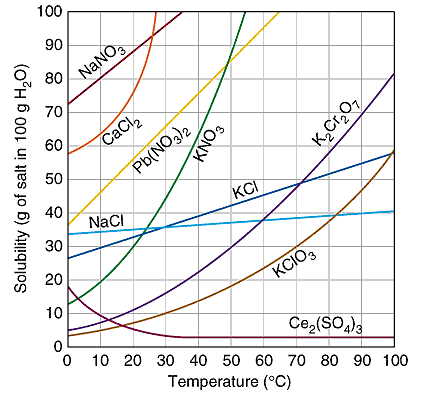 Solubility (g of salt in 100 g H₂O)
100
90
80
70
60
50
40
30
20
10
0
NaNO₃
CaCl₂
Pb(NO₃)₂
KNO₃
K₂Cr₂O₇
KCl
NaCl
KClO₃
Ce₂(SO₄)₃
0 10 20 30 40 50 60 70 80 90 100
Temperature (°C)